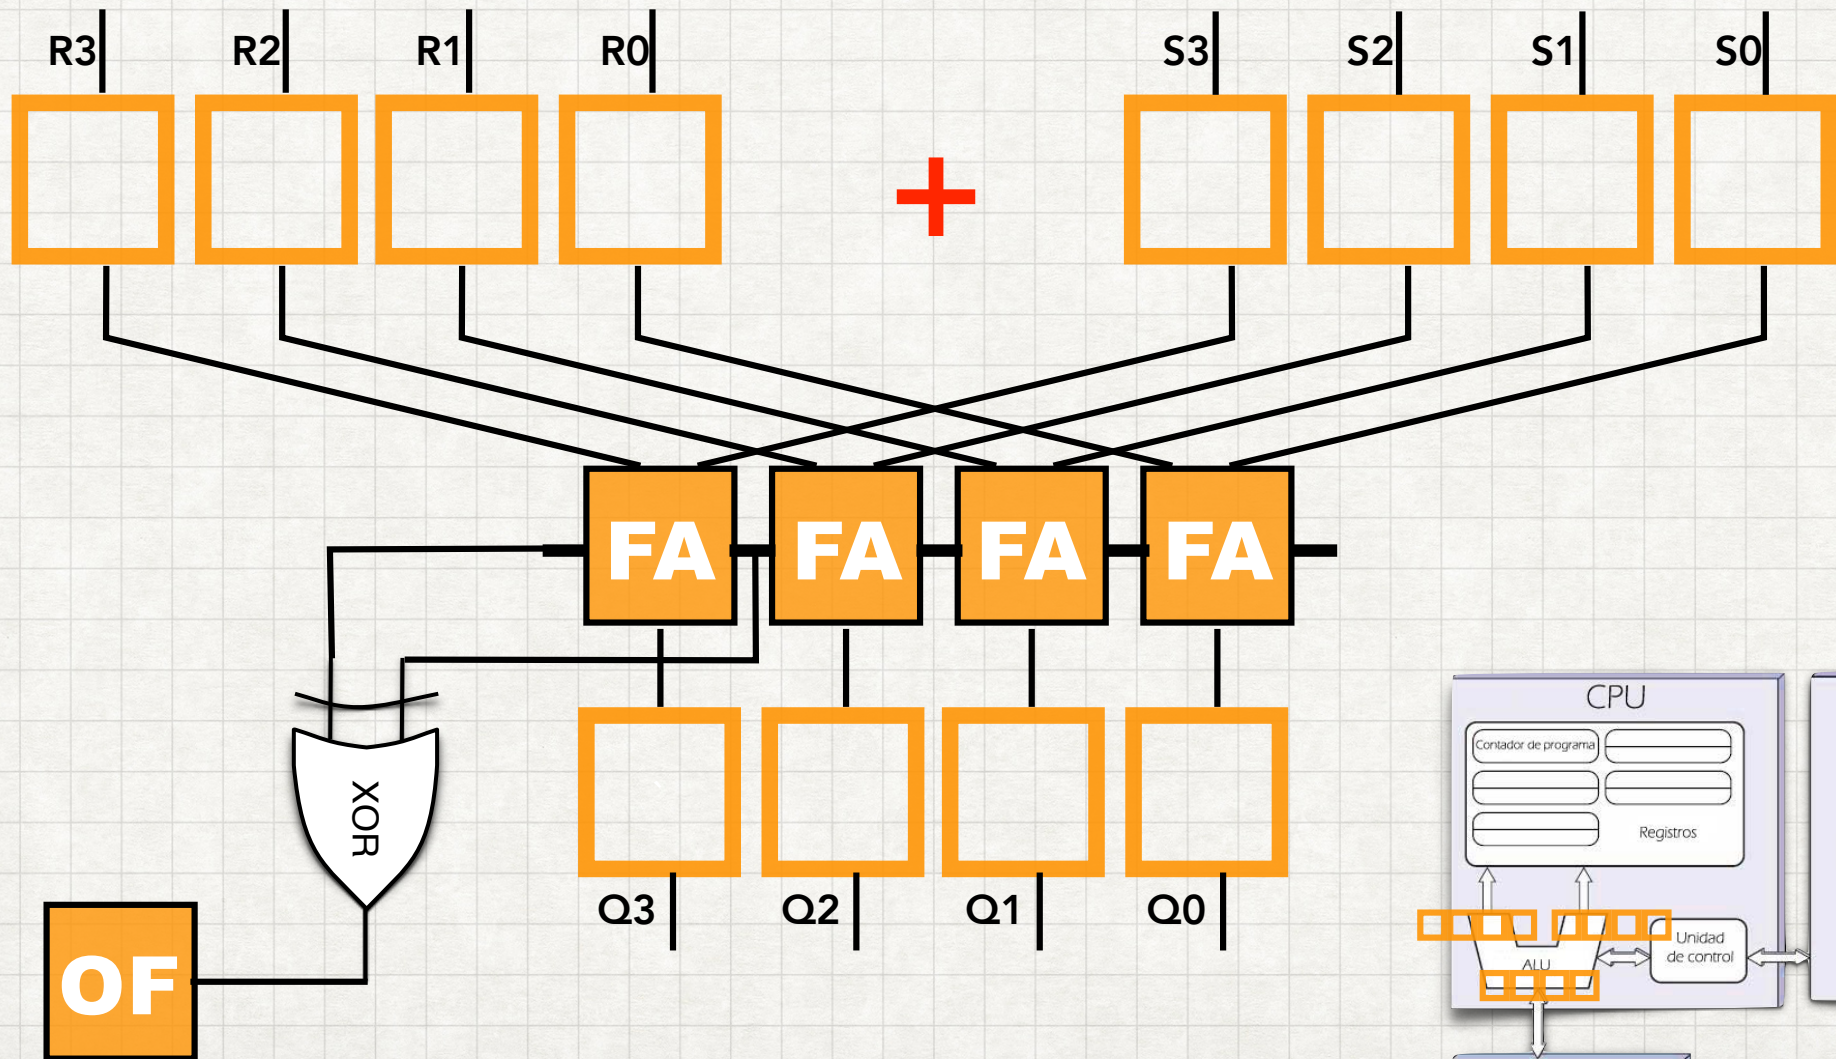 R3 R2 R1 R0 S3 S2 S1 S0
+
FA FA FA FA
XOR
Q3 Q2 Q1 Q0
OF
CPU
Contador de programa
Registros
ALU
Unidad
de control